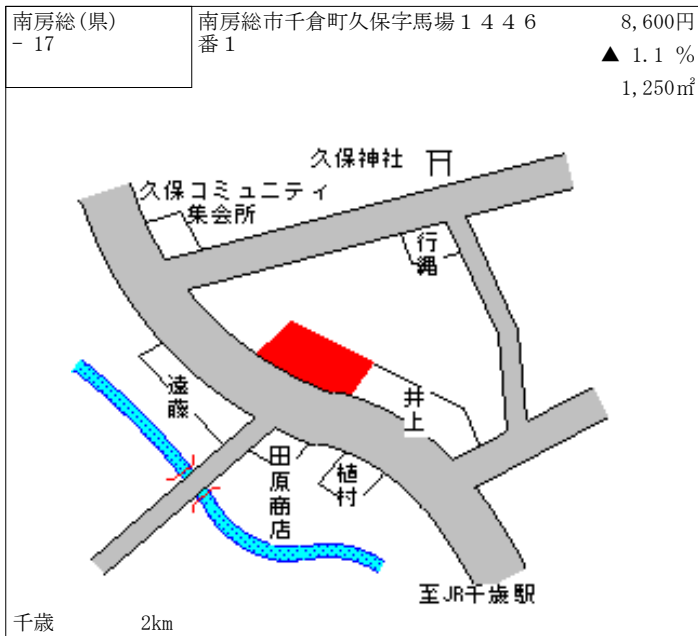 南房総(県)
- 17
南房総市千倉町久保字馬場１４４６
番１
8,600円
▲ 1.1 %
1,250㎡
久保神社
久保コミュニティ
集会所
行縄
遠藤
井上
田原商店
植村
至JR千歳駅
千歳 2km